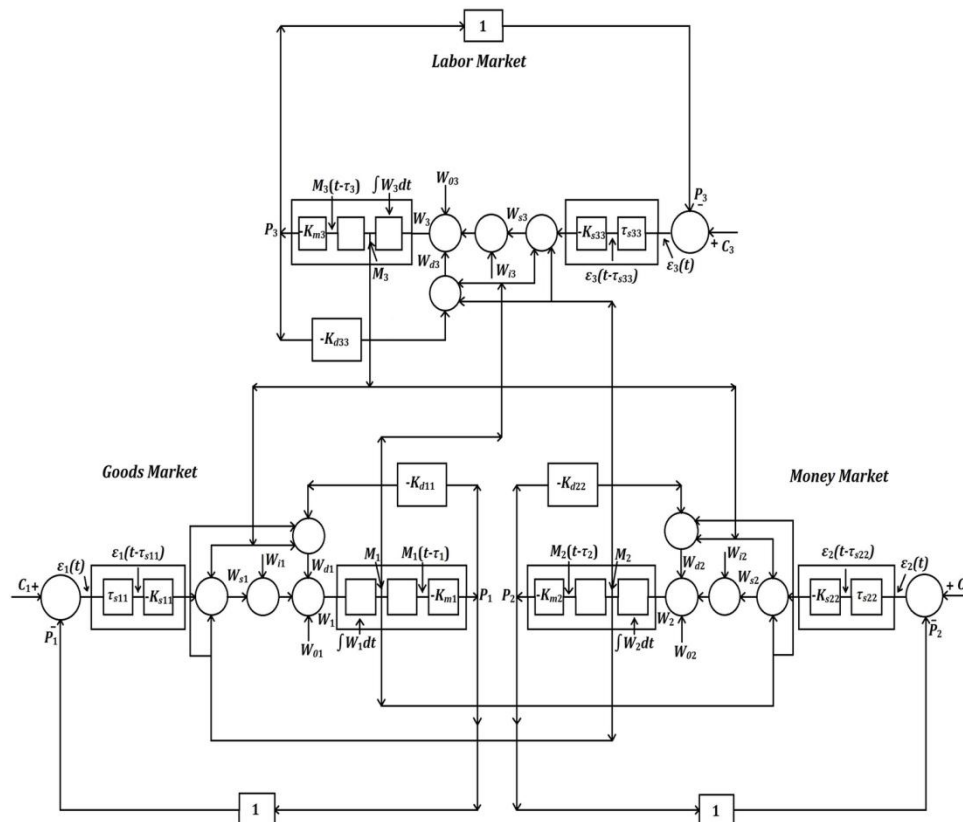 1
Labor Market
W03
M3(t-τ3)
∫W3dt
P3
-
P3
-Km3
W3
Ws3
-Ks33
τs33
+ C3
M3
Wd3
Wi3
ε3(t-τs33)
ε3(t)
-Kd33
Goods Market
-Kd11
-Kd22
Money Market
ε1(t)
ε1(t-τs11)
Wi1
Wd1
M1
M1(t-τ1)
M2(t-τ2)
M2
Wd2
Wi2
ε2(t-τs22)
ε2(t)
C1+
τs11
-Ks11
Ws1
W1
-Km1
P1
P2
-Km2
W2
Ws2
-Ks22
τs22
+ C
-
P1
W01
∫W1dt
∫W2dt
W02
-
P2
1
1